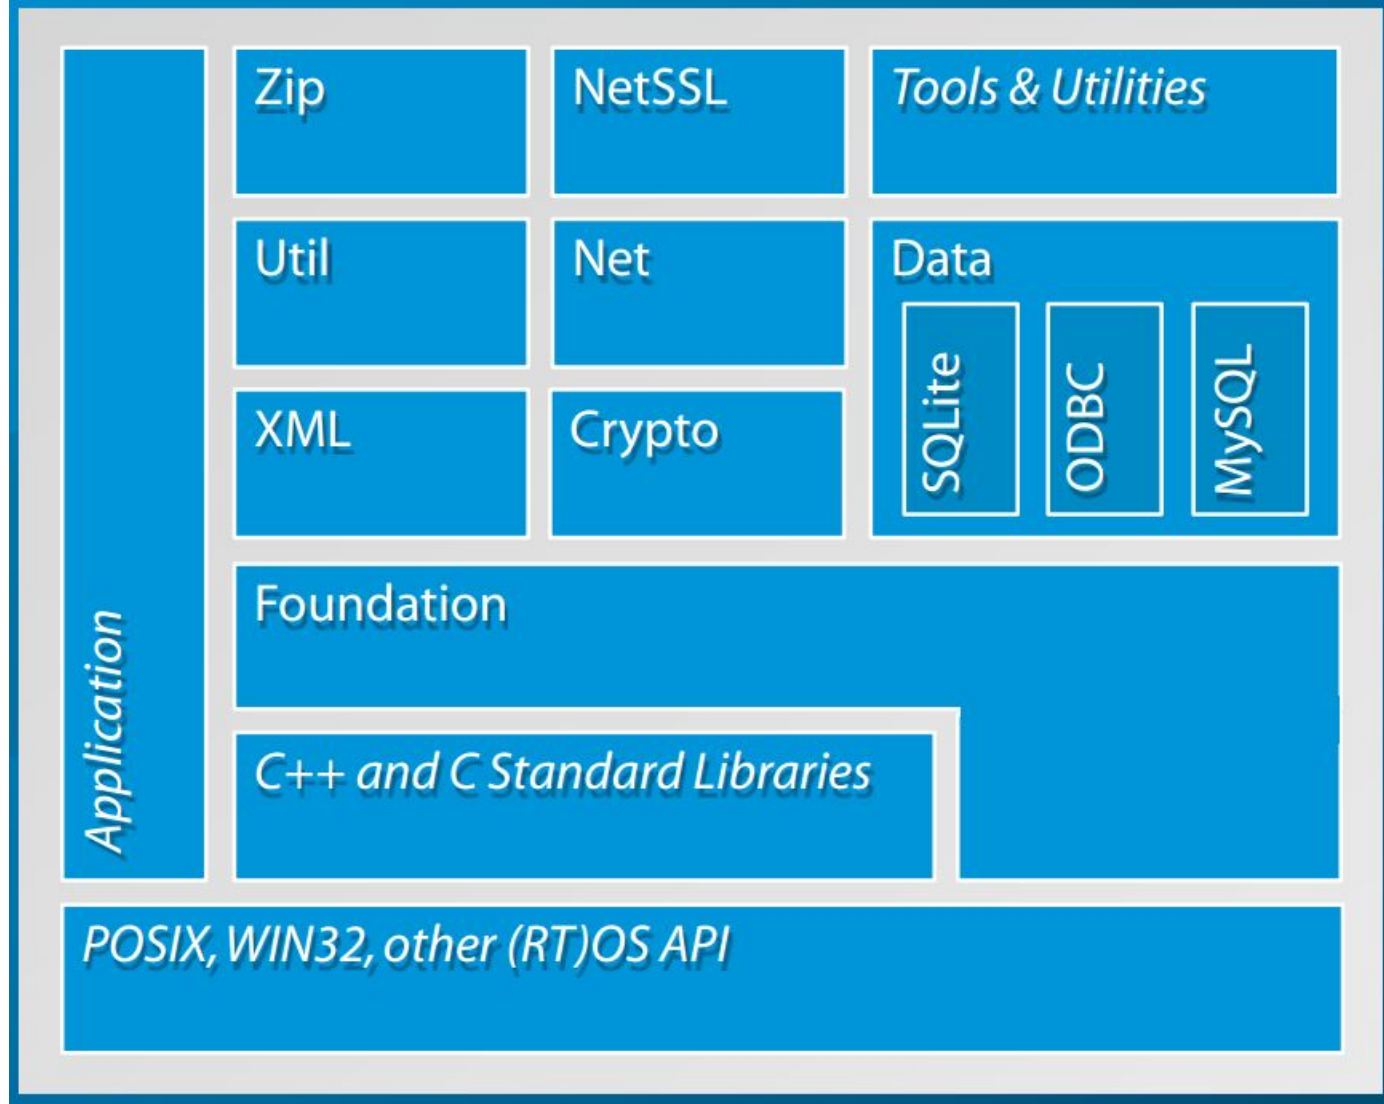 Zip
NetSSL
Tools & Utilities
Util
Net
Data
SQLite
ODBC
MySQL
XML
Crypto
Foundation
Application
C++ and C Standard Libraries
POSIX, WIN32, other (RT)OS API